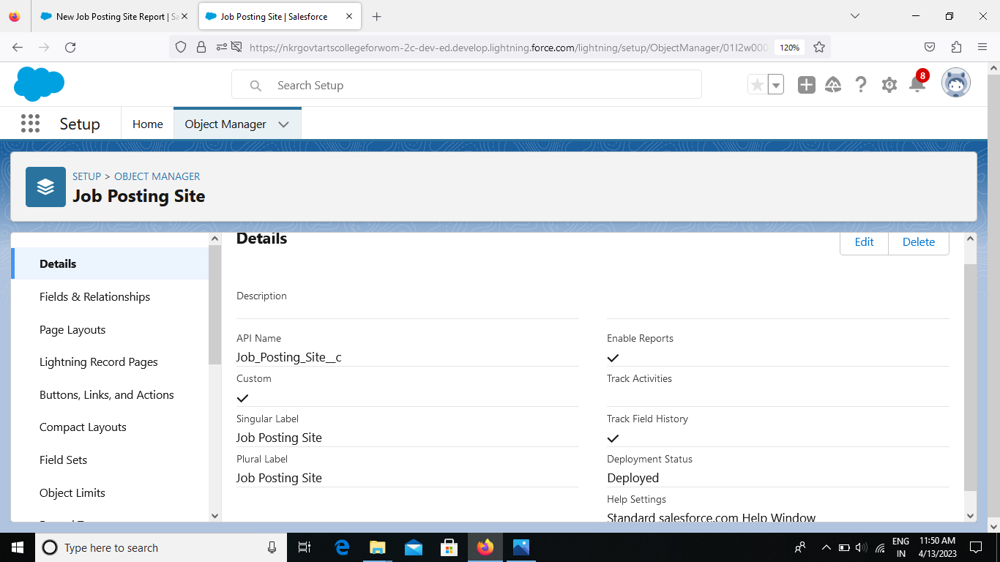 New Job Posting Site Report | Sa
Job Posting Site | Salesforce
https://nkrgovtartscollegeforwom-2c-dev-ed.develop.lightning.force.com/lightning/setup/ObjectManager/01I2w000
120%
Search Setup
8
Setup
Home
Object Manager
SETUP > OBJECT MANAGER
Job Posting Site
Details
Fields & Relationships
Page Layouts
Lightning Record Pages
Buttons, Links, and Actions
Compact Layouts
Field Sets
Object Limits
Details
Edit
Delete
Description
API Name
Job_Posting_Site__c
Custom
Singular Label
Job Posting Site
Plural Label
Job Posting Site
Enable Reports
Track Activities
Track Field History
Deployment Status
Deployed
Help Settings
Standard salesforce.com Help Window
Type here to search
ENG
IN
11:50 AM
4/13/2023